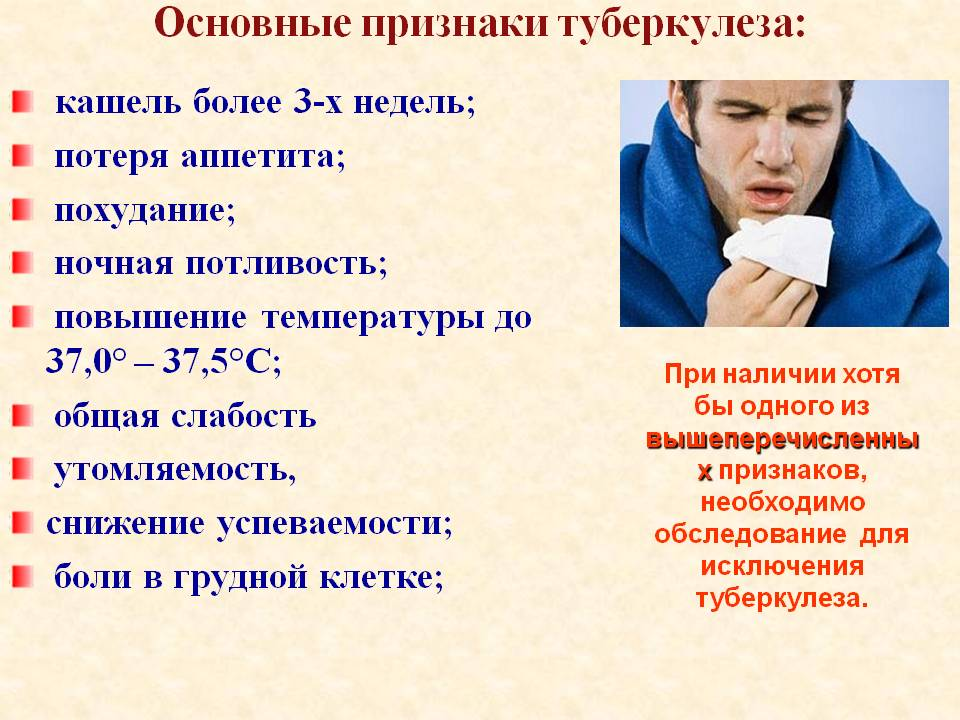 Основные признаки туберкулеза:
кашель более 3-х недель;
потеря аппетита;
похудание;
ночная потливость;
повышение температуры до
37,0° – 37,5°С;
общая слабость
утомляемость,
снижение успеваемости;
боли в грудной клетке;
При наличии хотя
бы одного из
вышеперечисленны
х признаков,
необходимо
обследование для
исключения
туберкулеза.